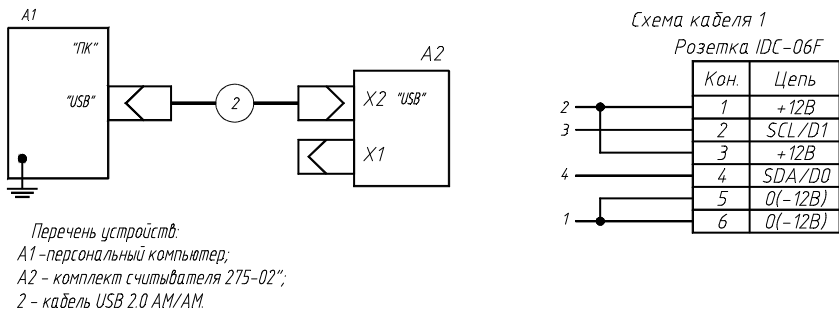 A1
"ПК"
"USB"
2
A2
X2 "USB"
X1
Перечень устройств:
A1 –персональный компьютер;
A2 – комплект считывателя 275-02";
2 – кабель USB 2.0 AM/AM.
Схема кабеля 1
Розетка IDC-06F
Кон. Цепь
2 1 +12В
3 2 SCL/D1
3 +12В
4 4 SDA/D0
5 0(-12В)
1 6 0(-12В)